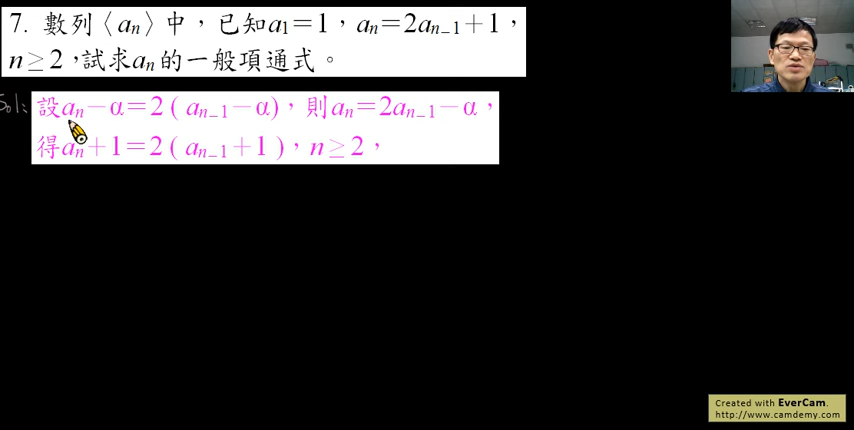 7. 數列〈aₙ〉中，已知a₁＝1，aₙ＝2aₙ₋₁＋1，
n≥2，試求aₙ的一般項通式。
Sol:
設aₙ－α＝2（aₙ₋₁－α），則aₙ＝2aₙ₋₁－α，
得aₙ＋1＝2（aₙ₋₁＋1），n≥2，
Created with EverCam.
http://www.camdemy.com